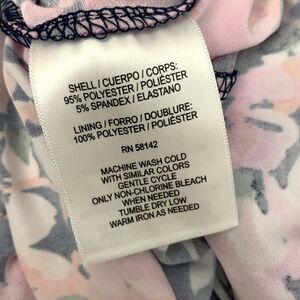 SHELL / CUERPO / CORPS:
95% POLYESTER / POLIÉSTER
5% SPANDEX / ELASTANO
LINING / FORRO / DOUBLURE:
100% POLYESTER / POLIÉSTER
RN 58142
MACHINE WASH COLD
WITH SIMILAR COLORS
GENTLE CYCLE
ONLY NON-CHLORINE BLEACH
WHEN NEEDED
TUMBLE DRY LOW
WARM IRON AS NEEDED